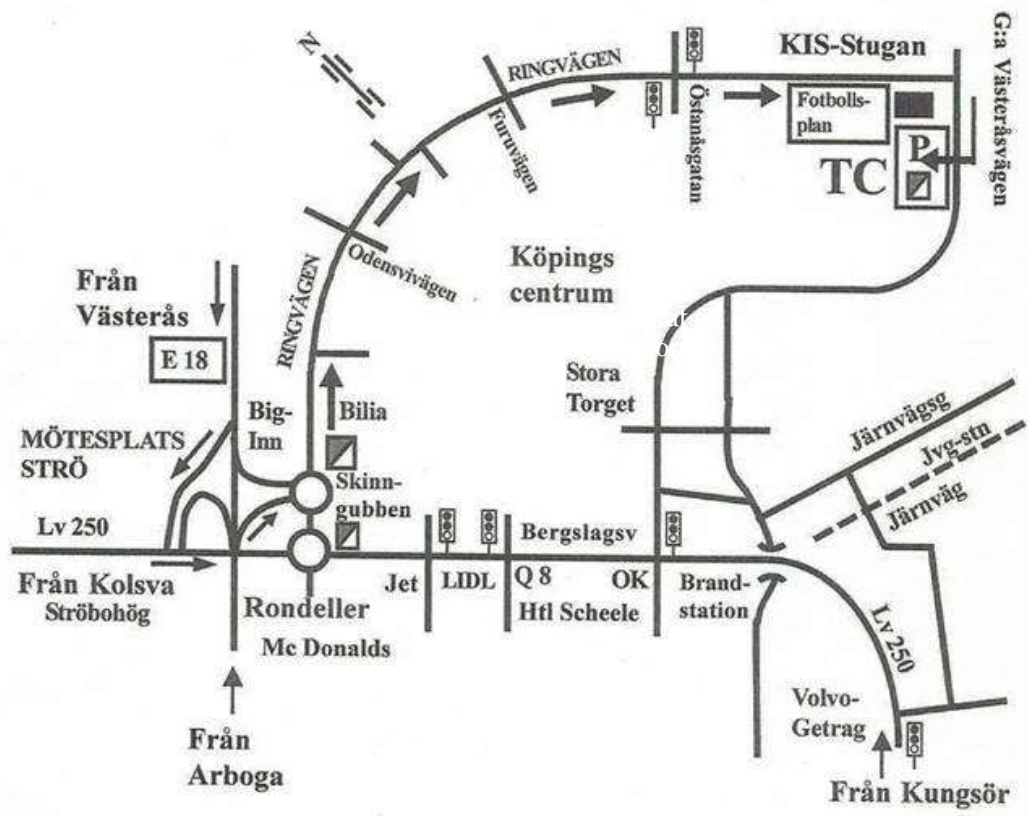 N
RINGVÄGEN
KIS-Stugan
G:a Västeråsvägen
Fotbolls-
plan
P
TC
Östanåsgatan
Furuvägen
Odensvivägen
Köpings
centrum
Från
Västerås
E 18
RINGVÄGEN
Stora
Torget
Big-
Inn
Bilia
MÖTESPLATS
STRÖ
Skinn-
gubben
Järnvägsg
Jvg-stn
Järnväg
Lv 250
Bergslagsv
Från Kolsva
Ströbohög
Rondeller
Mc Donalds
Jet
LIDL
Q 8
OK
Htl Scheele
Brand-
station
Lv 250
Volvo-
Getrag
Från
Arboga
Från Kungsör